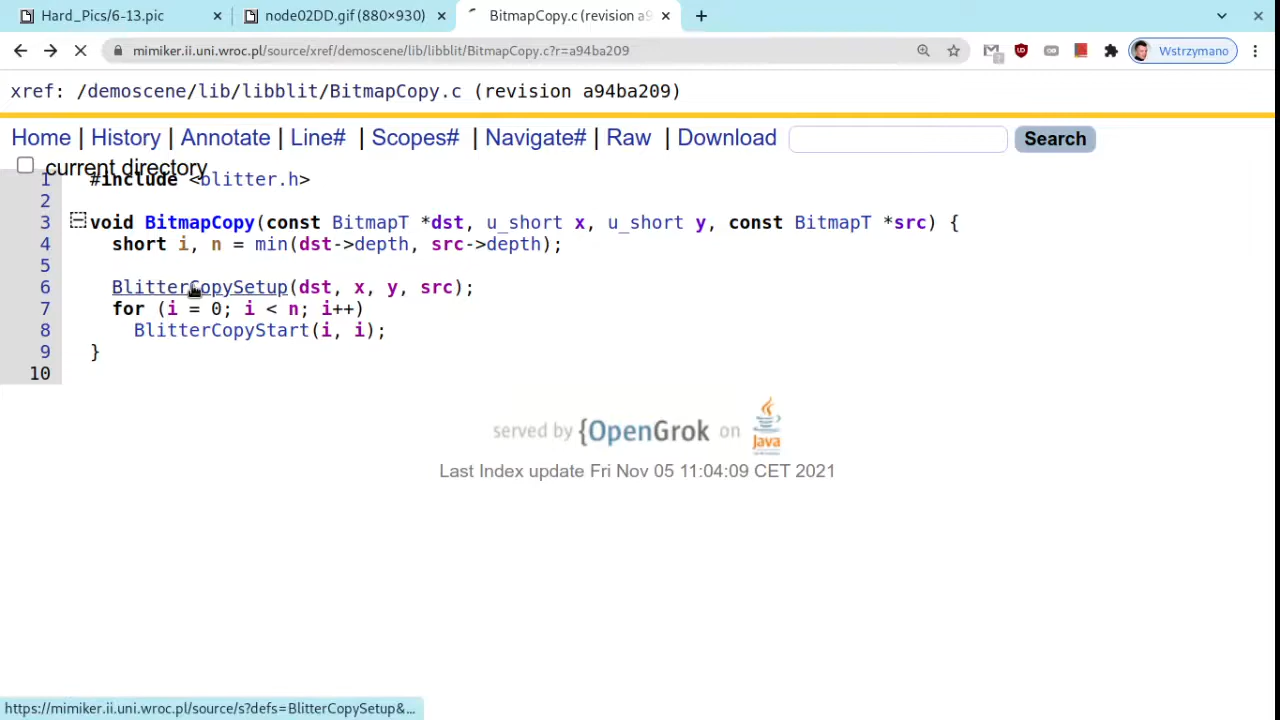 Hard_Pics/6-13.pic
node02DD.gif (880×930)
BitmapCopy.c (revision a9
mimiker.ii.uni.wroc.pl/source/xref/demoscene/lib/libblit/BitmapCopy.c?r=a94ba209
Wstrzymano
xref: /demoscene/lib/libblit/BitmapCopy.c (revision a94ba209)
Home | History | Annotate | Line# | Scopes# | Navigate# | Raw | Download Search
current directory
1 #include <blitter.h>
2
3 void BitmapCopy(const BitmapT *dst, u_short x, u_short y, const BitmapT *src) {
4 short i, n = min(dst->depth, src->depth);
5
6 BlitterCopySetup(dst, x, y, src);
7 for (i = 0; i < n; i++)
8 BlitterCopyStart(i, i);
9 }
10
served by {OpenGrok on Java
Last Index update Fri Nov 05 11:04:09 CET 2021
https://mimiker.ii.uni.wroc.pl/source/s?defs=BlitterCopySetup&...